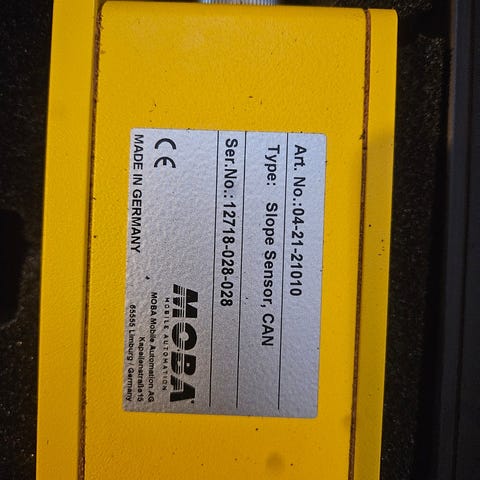 Art. No.:04-21-21010
Type: Slope Sensor, CAN
Ser.No.:12718-028-028
CE
MOBA
MOBILE AUTOMATION
MOBA Mobile Automation AG
Kapellenstraße15
65555 Limburg / Germany
MADE IN GERMANY